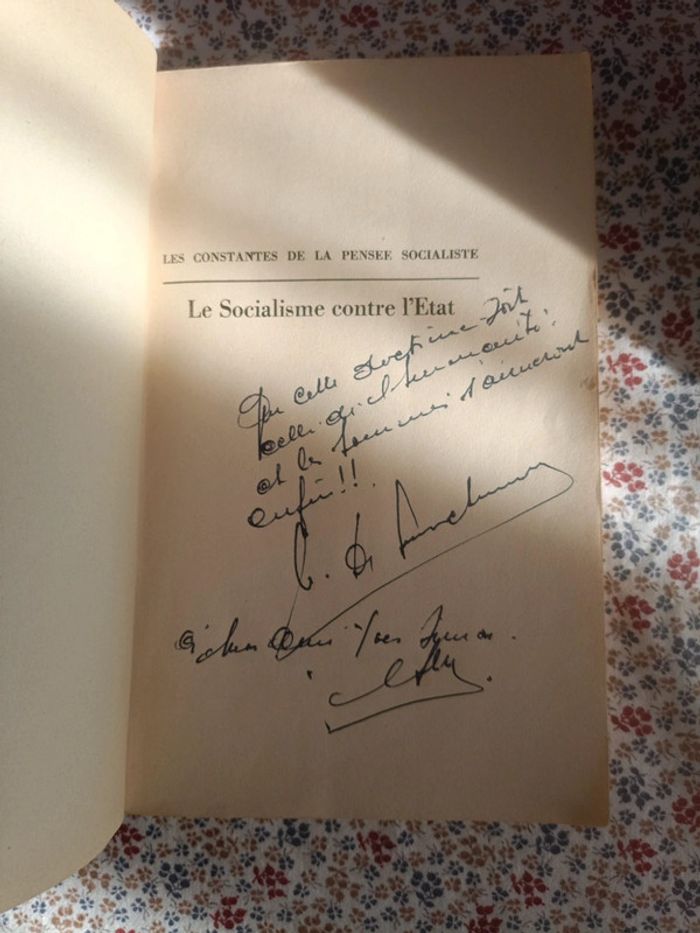 LES CONSTANTES DE LA PENSEE SOCIALISTE
Le Socialisme contre l'Etat
Que cette doctrine soit
celle de l'humanité.
et les hommes s'aimeront
enfin!!.
à mon ami Yves